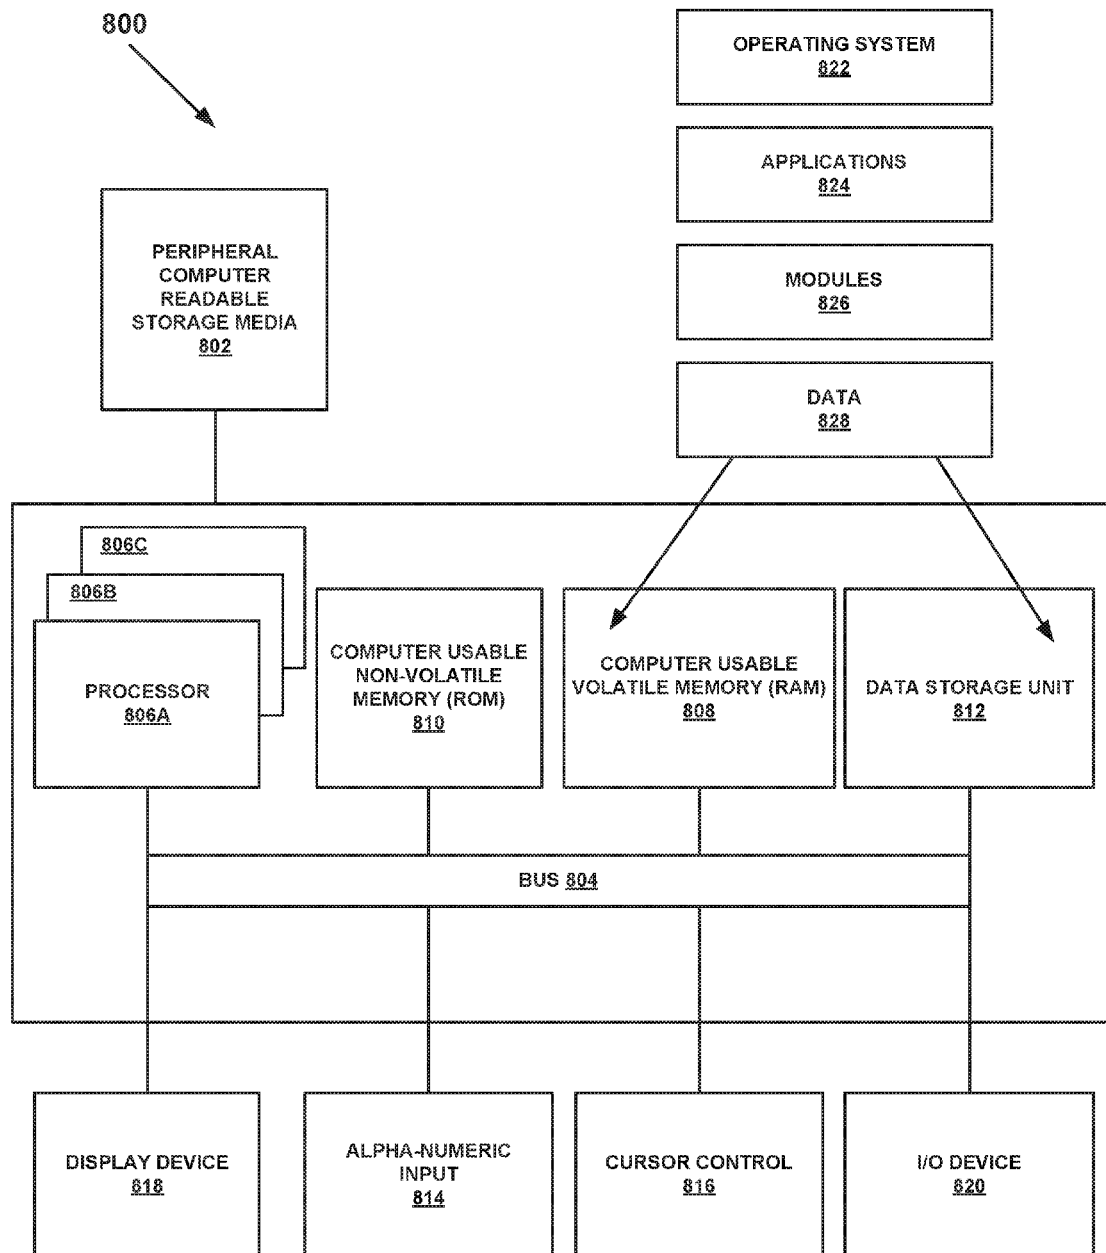 800
OPERATING SYSTEM
822
APPLICATIONS
824
PERIPHERAL
COMPUTER
READABLE
STORAGE MEDIA
802
MODULES
826
DATA
828
806C
806B
PROCESSOR
806A
COMPUTER USABLE
NON-VOLATILE
MEMORY (ROM)
810
COMPUTER USABLE
VOLATILE MEMORY (RAM)
808
DATA STORAGE UNIT
812
BUS 804
DISPLAY DEVICE
818
ALPHA-NUMERIC
INPUT
814
CURSOR CONTROL
816
I/O DEVICE
820